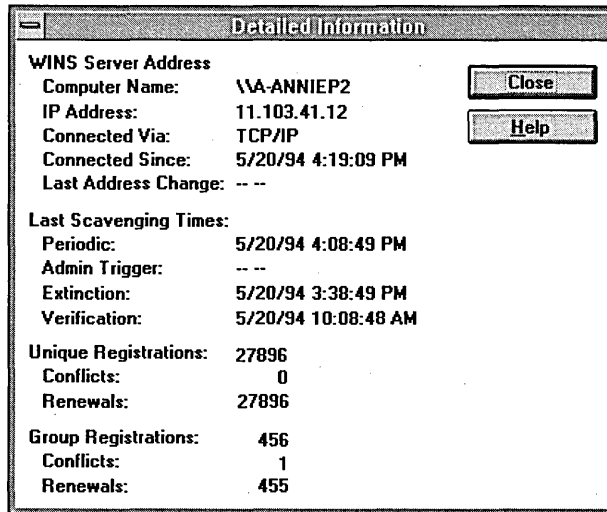 Detailed Information
WINS Server Address
Computer Name: \\A-ANNIEP2
IP Address: 11.103.41.12
Connected Via: TCP/IP
Connected Since: 5/20/94 4:19:09 PM
Last Address Change: -- --
Close
Help
Last Scavenging Times:
Periodic: 5/20/94 4:08:49 PM
Admin Trigger: -- --
Extinction: 5/20/94 3:38:49 PM
Verification: 5/20/94 10:08:48 AM
Unique Registrations: 27896
Conflicts: 0
Renewals: 27896
Group Registrations: 456
Conflicts: 1
Renewals: 455